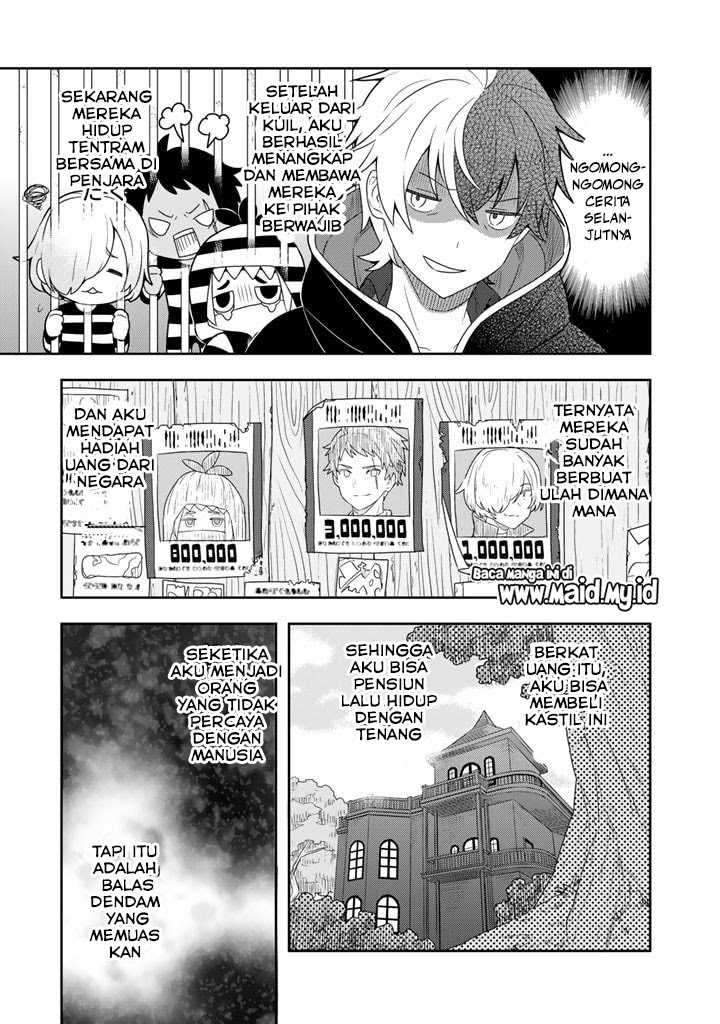 ...
NGOMONG-
NGOMONG
CERITA
SELAN-
JUTNYA
SETELAH
KELUAR DARI
KUIL, AKU
BERHASIL
MENANGKAP
DAN MEMBAWA
MEREKA
KE PIHAK
BERWAJIB
SEKARANG
MEREKA
HIDUP
TENTRAM
BERSAMA DI
PENJARA
TERNYATA
MEREKA
SUDAH
BANYAK
BERBUAT
ULAH DIMANA
MANA
1,000,000
3,000,000
800,000
DAN AKU
MENDAPAT
HADIAH
UANG DARI
NEGARA
Baca Manga ini di
www.Maid.my.id
BERKAT
UANG ITU,
AKU BISA
MEMBELI
KASTIL INI
SEHINGGA
AKU BISA
PENSIUN
LALU HIDUP
DENGAN
TENANG
SEKETIKA
AKU MENJADI
ORANG
YANG TIDAK
PERCAYA
DENGAN
MANUSIA
TAPI ITU
ADALAH
BALAS
DENDAM
YANG
MEMUAS
KAN